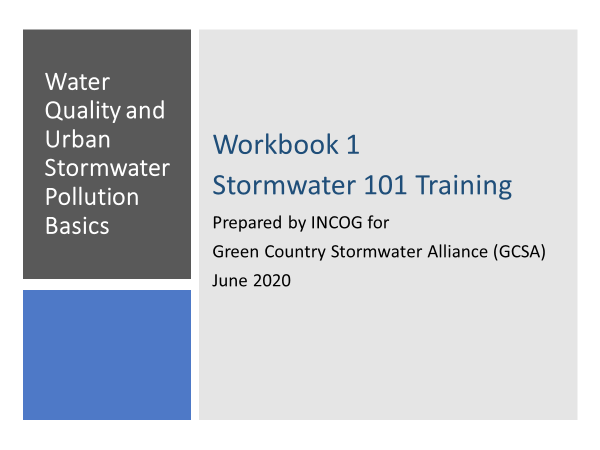 Water
Quality and
Urban
Stormwater
Pollution
Basics
Workbook 1
Stormwater 101 Training
Prepared by INCOG for
Green Country Stormwater Alliance (GCSA)
June 2020